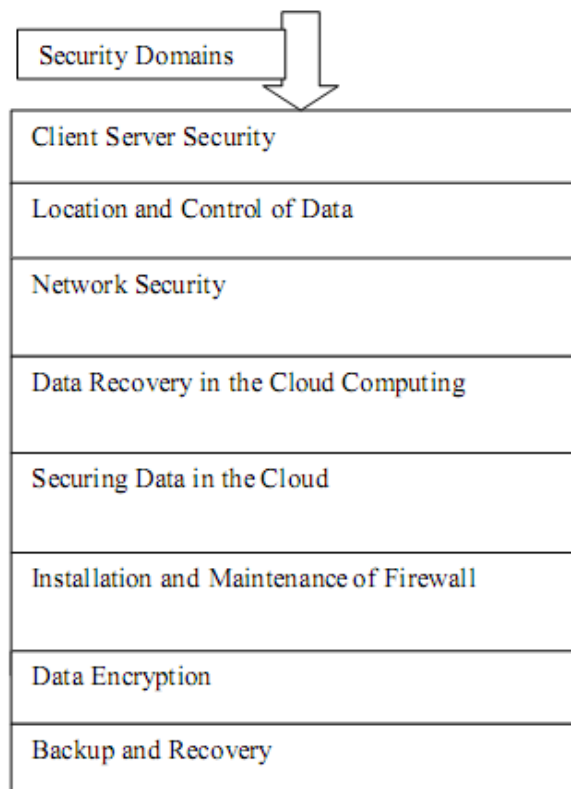 Security Domains
Client Server Security
Location and Control of Data
Network Security
Data Recovery in the Cloud Computing
Securing Data in the Cloud
Installation and Maintenance of Firewall
Data Encryption
Backup and Recovery